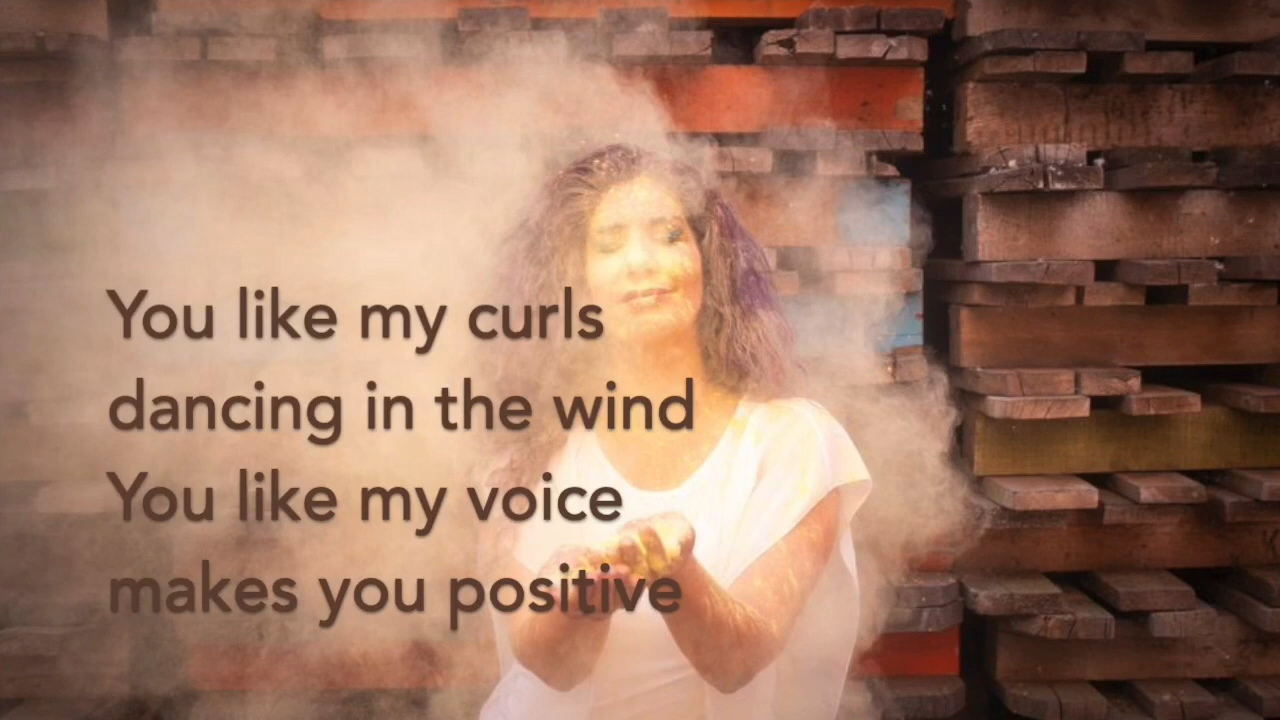 You like my curls
dancing in the wind
You like my voice
makes you positive